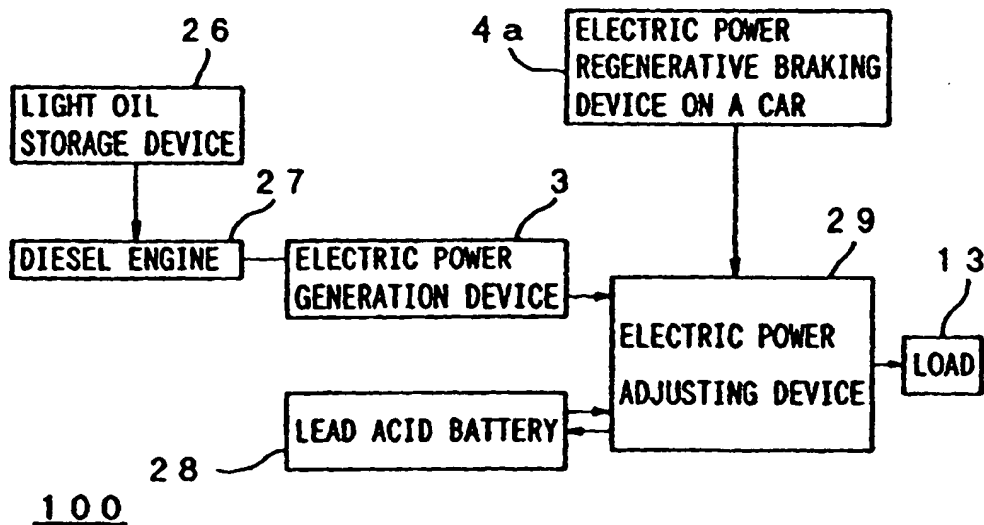 26
LIGHT OIL
STORAGE DEVICE
4a
ELECTRIC POWER
REGENERATIVE BRAKING
DEVICE ON A CAR
27
DIESEL ENGINE
3
ELECTRIC POWER
GENERATION DEVICE
29
ELECTRIC POWER
ADJUSTING DEVICE
13
LOAD
LEAD ACID BATTERY
28
100